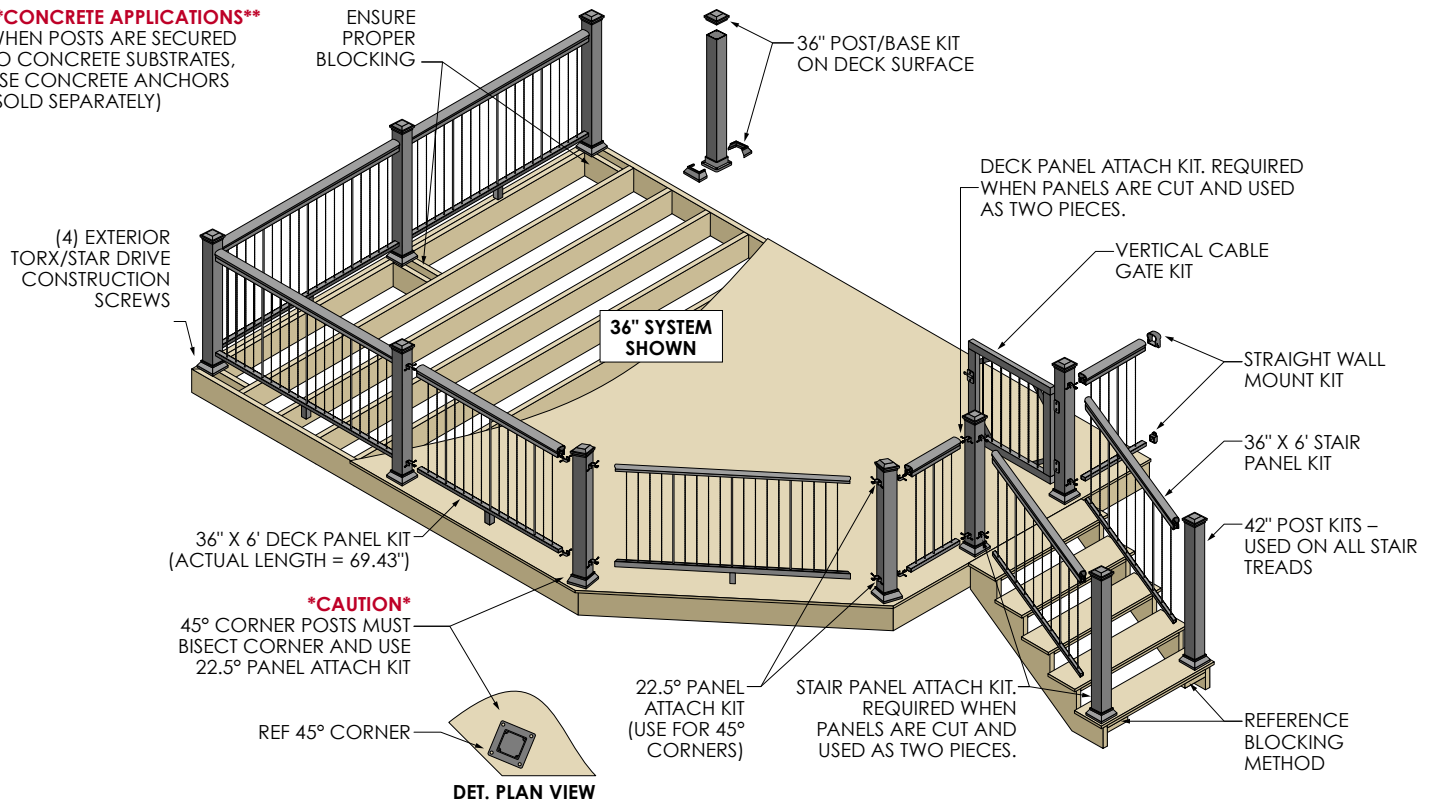 *CONCRETE APPLICATIONS**
WHEN POSTS ARE SECURED
O CONCRETE SUBSTRATES,
SE CONCRETE ANCHORS
SOLD SEPARATELY)
ENSURE
PROPER
BLOCKING
36" POST/BASE KIT
ON DECK SURFACE
DECK PANEL ATTACH KIT. REQUIRED
WHEN PANELS ARE CUT AND USED
AS TWO PIECES.
(4) EXTERIOR
TORX/STAR DRIVE
CONSTRUCTION
SCREWS
VERTICAL CABLE
GATE KIT
36" SYSTEM
SHOWN
STRAIGHT WALL
MOUNT KIT
36" X 6' STAIR
PANEL KIT
42" POST KITS –
USED ON ALL STAIR
TREADS
36" X 6' DECK PANEL KIT
(ACTUAL LENGTH = 69.43")
*CAUTION*
45° CORNER POSTS MUST
BISECT CORNER AND USE
22.5° PANEL ATTACH KIT
22.5° PANEL
ATTACH KIT
(USE FOR 45°
CORNERS)
STAIR PANEL ATTACH KIT.
REQUIRED WHEN
PANELS ARE CUT AND
USED AS TWO PIECES.
REF 45° CORNER
REFERENCE
BLOCKING
METHOD
DET. PLAN VIEW